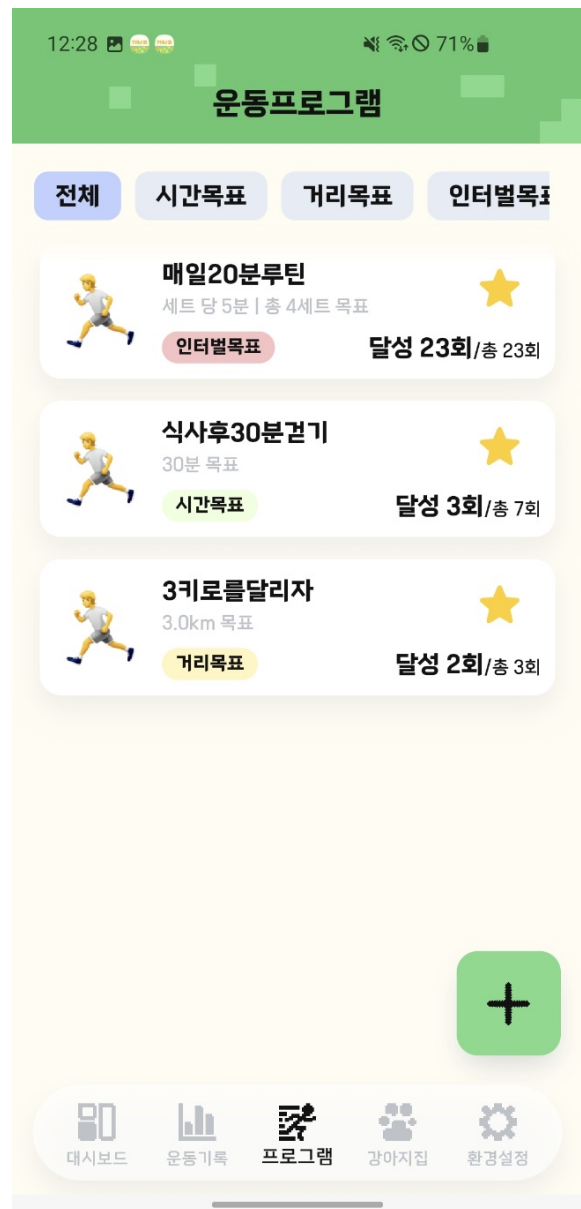 12:28 71%
운동프로그램
전체 시간목표 거리목표 인터벌목표
매일20분루틴
세트 당 5분 | 총 4세트 목표
인터벌목표 달성 23회/총 23회
식사후30분걷기
30분 목표
시간목표 달성 3회/총 7회
3키로를달리자
3.0km 목표
거리목표 달성 2회/총 3회
대시보드 운동기록 프로그램 강아지집 환경설정